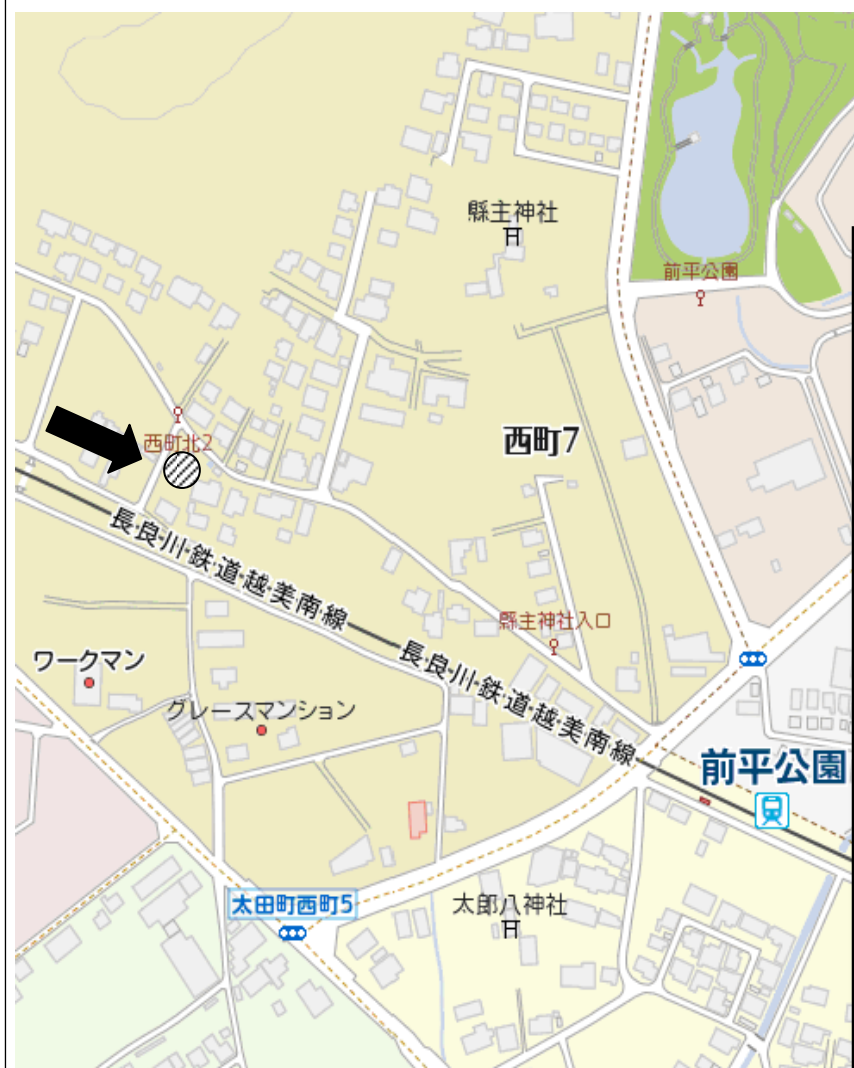 縣主神社
前平公園
西町北2
西町7
長良川鉄道越美南線
縣主神社入口
長良川鉄道越美南線
ワークマン
グレースマンション
前平公園
太田町西町5
太郎八神社